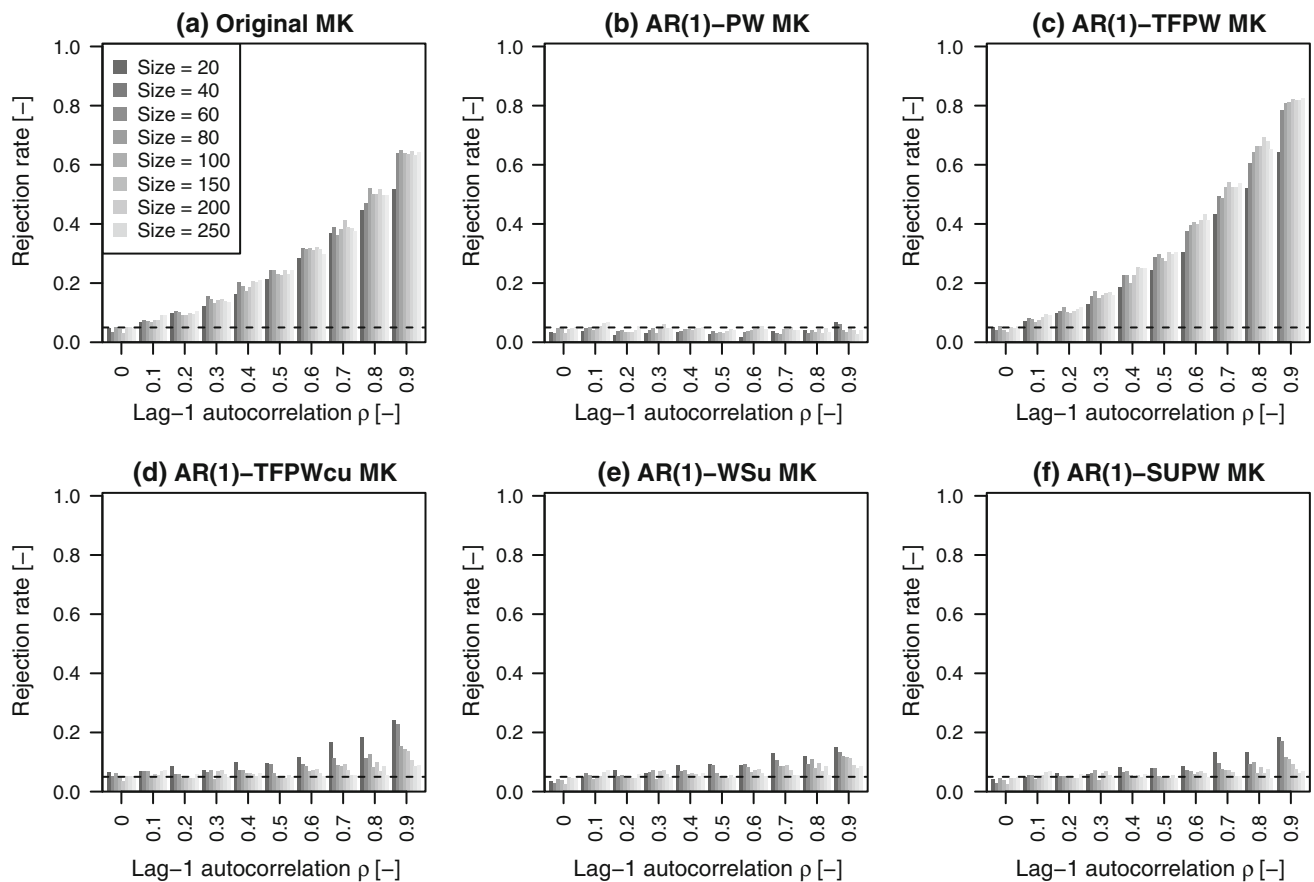 (a) Original MK
Rejection rate [−]
1.0
0.8
0.6
0.4
0.2
0.0
Size = 20
Size = 40
Size = 60
Size = 80
Size = 100
Size = 150
Size = 200
Size = 250
0 0.1 0.2 0.3 0.4 0.5 0.6 0.7 0.8 0.9
Lag−1 autocorrelation ρ [−]
(b) AR(1)−PW MK
Rejection rate [−]
1.0
0.8
0.6
0.4
0.2
0.0
0 0.1 0.2 0.3 0.4 0.5 0.6 0.7 0.8 0.9
Lag−1 autocorrelation ρ [−]
(c) AR(1)−TFPW MK
Rejection rate [−]
1.0
0.8
0.6
0.4
0.2
0.0
0 0.1 0.2 0.3 0.4 0.5 0.6 0.7 0.8 0.9
Lag−1 autocorrelation ρ [−]
(d) AR(1)−TFPWcu MK
Rejection rate [−]
1.0
0.8
0.6
0.4
0.2
0.0
0 0.1 0.2 0.3 0.4 0.5 0.6 0.7 0.8 0.9
Lag−1 autocorrelation ρ [−]
(e) AR(1)−WSu MK
Rejection rate [−]
1.0
0.8
0.6
0.4
0.2
0.0
0 0.1 0.2 0.3 0.4 0.5 0.6 0.7 0.8 0.9
Lag−1 autocorrelation ρ [−]
(f) AR(1)−SUPW MK
Rejection rate [−]
1.0
0.8
0.6
0.4
0.2
0.0
0 0.1 0.2 0.3 0.4 0.5 0.6 0.7 0.8 0.9
Lag−1 autocorrelation ρ [−]